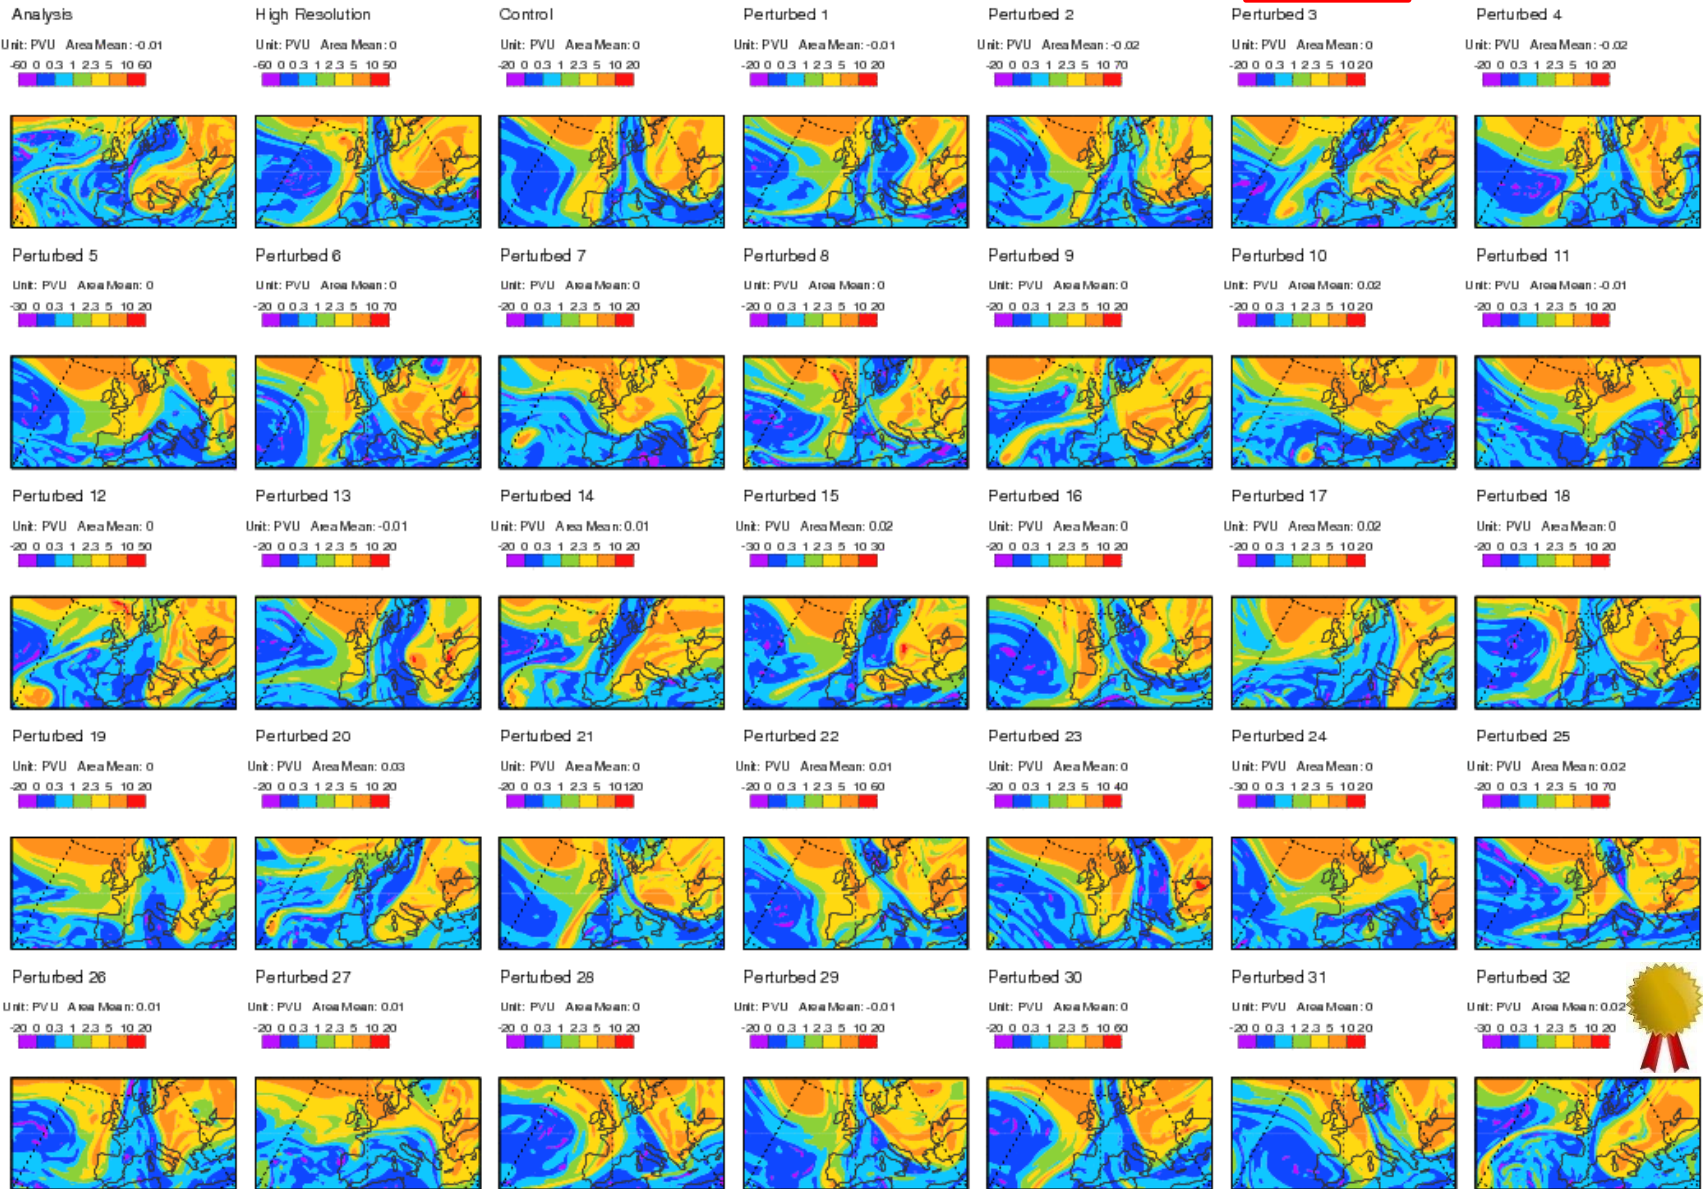 Analysis High Resolution Control Perturbed 1 Perturbed 2 Perturbed 3 Perturbed 4
Unit: PVU Area Mean: -0.01 Unit: PVU Area Mean: 0 Unit: PVU Area Mean: 0 Unit: PVU Area Mean: -0.01 Unit: PVU Area Mean: -0.02 Unit: PVU Area Mean: 0 Unit: PVU Area Mean: -0.02
-60 0 0.3 1 2 3 5 10 60 -60 0 0.3 1 2 3 5 10 50 -20 0 0.3 1 2 3 5 10 20 -20 0 0.3 1 2 3 5 10 20 -20 0 0.3 1 2 3 5 10 70 -20 0 0.3 1 2 3 5 10 20 -20 0 0.3 1 2 3 5 10 20
Perturbed 5 Perturbed 6 Perturbed 7 Perturbed 8 Perturbed 9 Perturbed 10 Perturbed 11
Unit: PVU Area Mean: 0 Unit: PVU Area Mean: 0 Unit: PVU Area Mean: 0 Unit: PVU Area Mean: 0 Unit: PVU Area Mean: 0 Unit: PVU Area Mean: 0.02 Unit: PVU Area Mean: -0.01
-30 0 0.3 1 2 3 5 10 20 -20 0 0.3 1 2 3 5 10 70 -20 0 0.3 1 2 3 5 10 20 -20 0 0.3 1 2 3 5 10 20 -20 0 0.3 1 2 3 5 10 20 -20 0 0.3 1 2 3 5 10 20 -20 0 0.3 1 2 3 5 10 20
Perturbed 12 Perturbed 13 Perturbed 14 Perturbed 15 Perturbed 16 Perturbed 17 Perturbed 18
Unit: PVU Area Mean: 0 Unit: PVU Area Mean: -0.01 Unit: PVU Area Mean: 0.01 Unit: PVU Area Mean: 0.02 Unit: PVU Area Mean: 0 Unit: PVU Area Mean: 0.02 Unit: PVU Area Mean: 0
-20 0 0.3 1 2 3 5 10 50 -20 0 0.3 1 2 3 5 10 20 -20 0 0.3 1 2 3 5 10 20 -30 0 0.3 1 2 3 5 10 30 -20 0 0.3 1 2 3 5 10 20 -20 0 0.3 1 2 3 5 10 20 -20 0 0.3 1 2 3 5 10 20
Perturbed 19 Perturbed 20 Perturbed 21 Perturbed 22 Perturbed 23 Perturbed 24 Perturbed 25
Unit: PVU Area Mean: 0 Unit: PVU Area Mean: 0.03 Unit: PVU Area Mean: 0 Unit: PVU Area Mean: 0.01 Unit: PVU Area Mean: 0 Unit: PVU Area Mean: 0 Unit: PVU Area Mean: 0.02
-20 0 0.3 1 2 3 5 10 20 -20 0 0.3 1 2 3 5 10 20 -20 0 0.3 1 2 3 5 10 120 -20 0 0.3 1 2 3 5 10 60 -20 0 0.3 1 2 3 5 10 40 -30 0 0.3 1 2 3 5 10 20 -20 0 0.3 1 2 3 5 10 70
Perturbed 26 Perturbed 27 Perturbed 28 Perturbed 29 Perturbed 30 Perturbed 31 Perturbed 32
Unit: PVU Area Mean: 0.01 Unit: PVU Area Mean: 0.01 Unit: PVU Area Mean: 0 Unit: PVU Area Mean: -0.01 Unit: PVU Area Mean: 0 Unit: PVU Area Mean: 0 Unit: PVU Area Mean: 0.02
-20 0 0.3 1 2 3 5 10 20 -20 0 0.3 1 2 3 5 10 20 -20 0 0.3 1 2 3 5 10 20 -20 0 0.3 1 2 3 5 10 20 -20 0 0.3 1 2 3 5 10 60 -20 0 0.3 1 2 3 5 10 20 -30 0 0.3 1 2 3 5 10 20